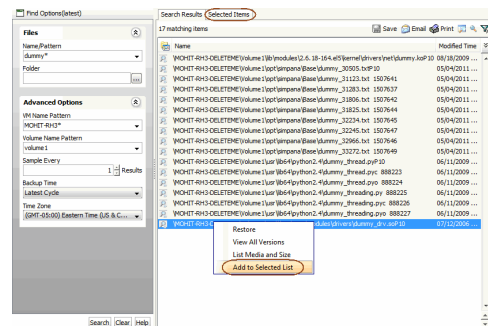 Find Options(latest)
Search Results Selected Items
Files
17 matching items
Save Email Print
Name/Pattern
Name Modified Time
dummy*
Folder
...
Advanced Options
VM Name Pattern
MOHIT-RH3*
Volume Name Pattern
volume1
Sample Every
1 Results
Backup Time
Latest Cycle
Time Zone
(GMT-05:00) Eastern Time (US & C...
\MOHIT-RH3-DELETEME\Volume1\lib\modules\2.6.18-164.el5\kernel\drivers\net\dummy.koP10 08/18/2009 ...
\MOHIT-RH3-DELETEME\Volume1\opt\simpana\Base\dummy_30505.txtP10 05/04/2011 ...
\MOHIT-RH3-DELETEME\Volume1\opt\simpana\Base\dummy_31123.txt 1507641 05/04/2011 ...
\MOHIT-RH3-DELETEME\Volume1\opt\simpana\Base\dummy_31283.txt 1507637 05/04/2011 ...
\MOHIT-RH3-DELETEME\Volume1\opt\simpana\Base\dummy_31806.txt 1507642 05/04/2011 ...
\MOHIT-RH3-DELETEME\Volume1\opt\simpana\Base\dummy_31825.txt 1507644 05/04/2011 ...
\MOHIT-RH3-DELETEME\Volume1\opt\simpana\Base\dummy_32234.txt 1507645 05/04/2011 ...
\MOHIT-RH3-DELETEME\Volume1\opt\simpana\Base\dummy_32245.txt 1507647 05/04/2011 ...
\MOHIT-RH3-DELETEME\Volume1\opt\simpana\Base\dummy_32966.txt 1507646 05/04/2011 ...
\MOHIT-RH3-DELETEME\Volume1\opt\simpana\Base\dummy_33272.txt 1507649 05/04/2011 ...
\MOHIT-RH3-DELETEME\Volume1\usr\lib64\python2.4\dummy_thread.pyP10 06/11/2009 ...
\MOHIT-RH3-DELETEME\Volume1\usr\lib64\python2.4\dummy_thread.pyc 888223 06/11/2009 ...
\MOHIT-RH3-DELETEME\Volume1\usr\lib64\python2.4\dummy_thread.pyo 888224 06/11/2009 ...
\MOHIT-RH3-DELETEME\Volume1\usr\lib64\python2.4\dummy_threading.pyP10 06/11/2009 ...
\MOHIT-RH3-DELETEME\Volume1\usr\lib64\python2.4\dummy_threading.pyc 888226 06/11/2009 ...
\MOHIT-RH3-DELETEME\Volume1\usr\lib64\python2.4\dummy_threading.pyo 888227 06/11/2009 ...
\drivers\dummy_drv.soP10 07/12/2006 ...
Restore
View All Versions
List Media and Size
Add to Selected List
Search Clear Help